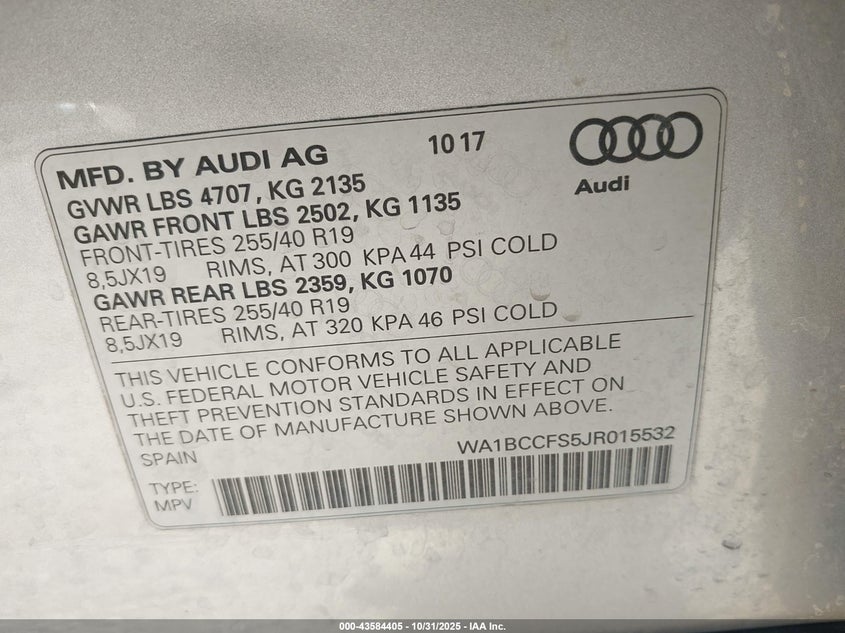 MFD. BY AUDI AG 10 17
Audi
GVWR LBS 4707, KG 2135
GAWR FRONT LBS 2502, KG 1135
FRONT-TIRES 255/40 R19
8,5JX19 RIMS, AT 300 KPA 44 PSI COLD
GAWR REAR LBS 2359, KG 1070
REAR-TIRES 255/40 R19
8,5JX19 RIMS, AT 320 KPA 46 PSI COLD
THIS VEHICLE CONFORMS TO ALL APPLICABLE
U.S. FEDERAL MOTOR VEHICLE SAFETY AND
THEFT PREVENTION STANDARDS IN EFFECT ON
THE DATE OF MANUFACTURE SHOWN ABOVE.
SPAIN WA1BCCFS5JR015532
TYPE:
MPV
000-43584405 - 10/31/2025 - IAA Inc.